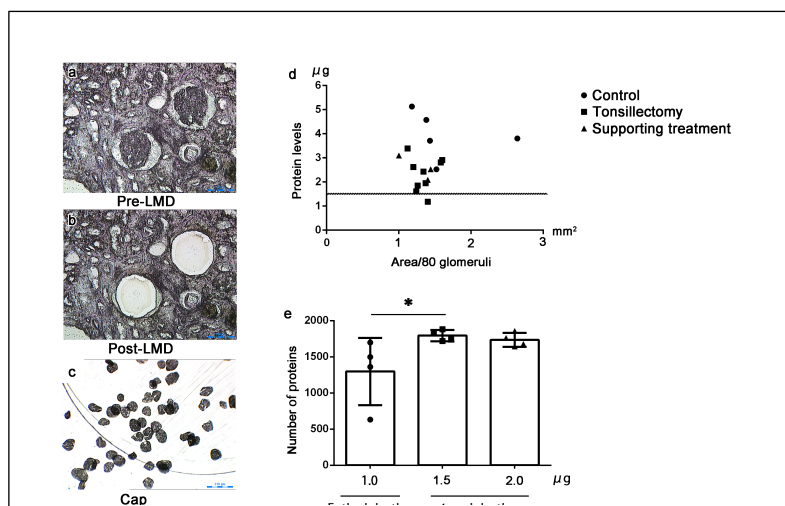 a
Pre-LMD
b
Post-LMD
c
Cap
d
μg
6
5
4
3
2
1
0
Protein levels
0 1 2 3
mm²
Area/80 glomeruli
Control
Tonsillectomy
Supporting treatment
e
*
2000
1500
1000
500
0
Number of proteins
1.0 1.5 2.0
μg